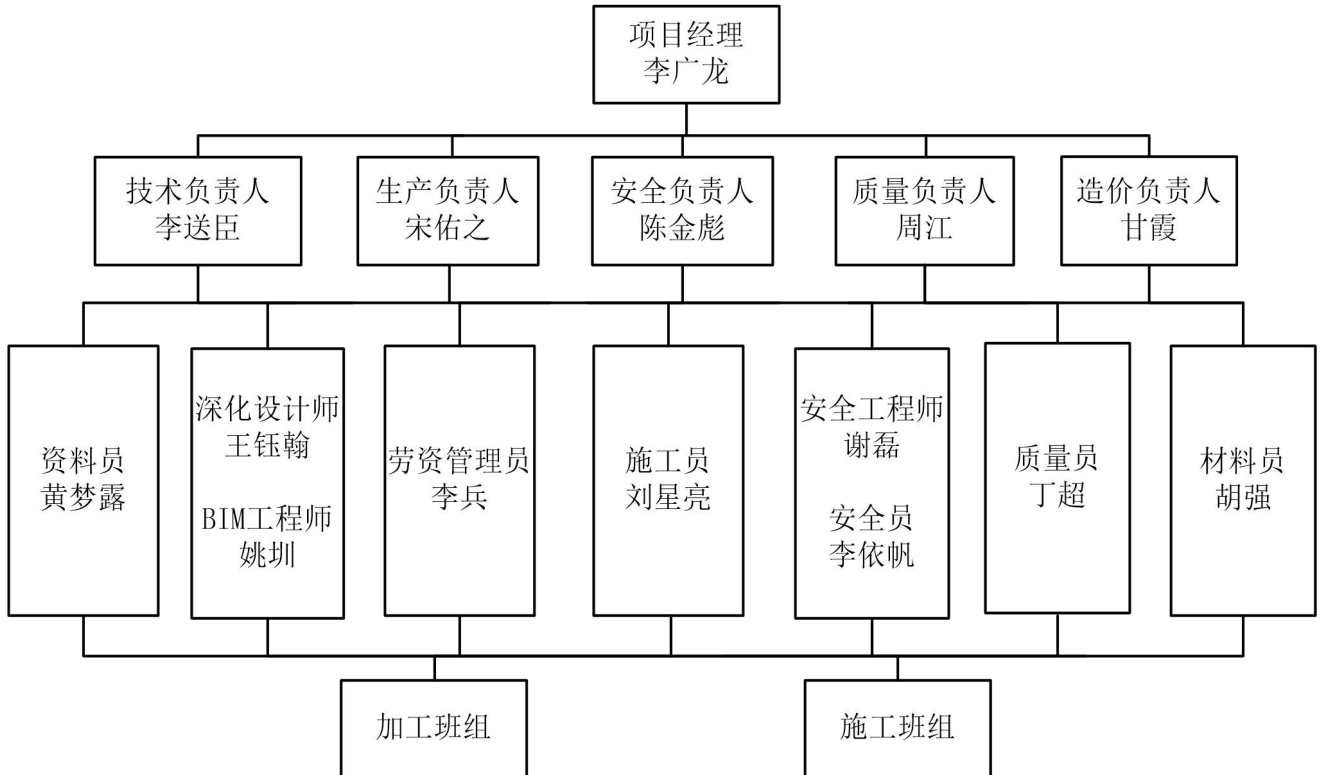 项目经理
李广龙
技术负责人
李送臣
生产负责人
宋佑之
安全负责人
陈金彪
质量负责人
周江
造价负责人
甘霞
资料员
黄梦露
深化设计师
王钰翰
BIM工程师
姚圳
劳资管理员
李兵
施工员
刘星亮
安全工程师
谢磊
安全员
李依帆
质量员
丁超
材料员
胡强
加工班组
施工班组